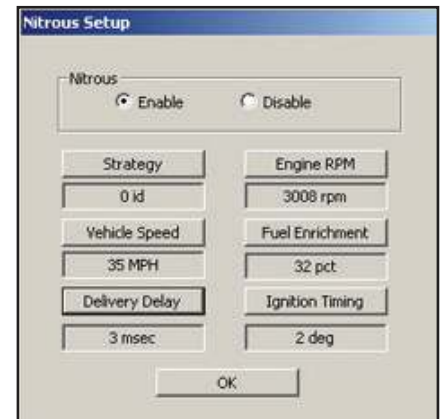 Nitrous Setup
Nitrous
Enable Disable
Strategy Engine RPM
0 id 3008 rpm
Vehicle Speed Fuel Enrichment
35 MPH 32 pct
Delivery Delay Ignition Timing
3 msec 2 deg
OK